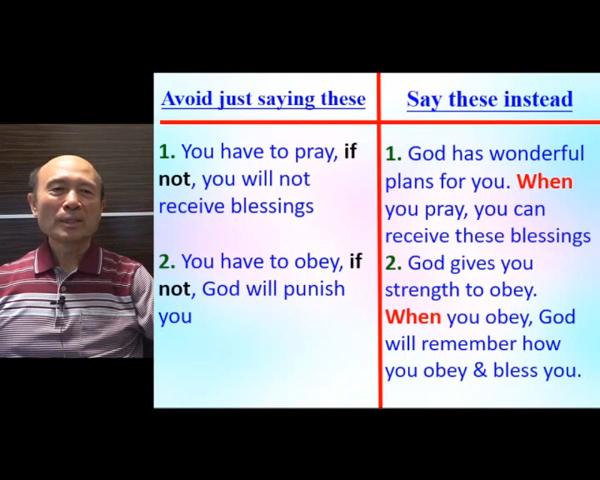 Avoid just saying these
1. You have to pray, if
not, you will not
receive blessings
2. You have to obey, if
not, God will punish
you
Say these instead
1. God has wonderful
plans for you. When
you pray, you can
receive these blessings
2. God gives you
strength to obey.
When you obey, God
will remember how
you obey & bless you.